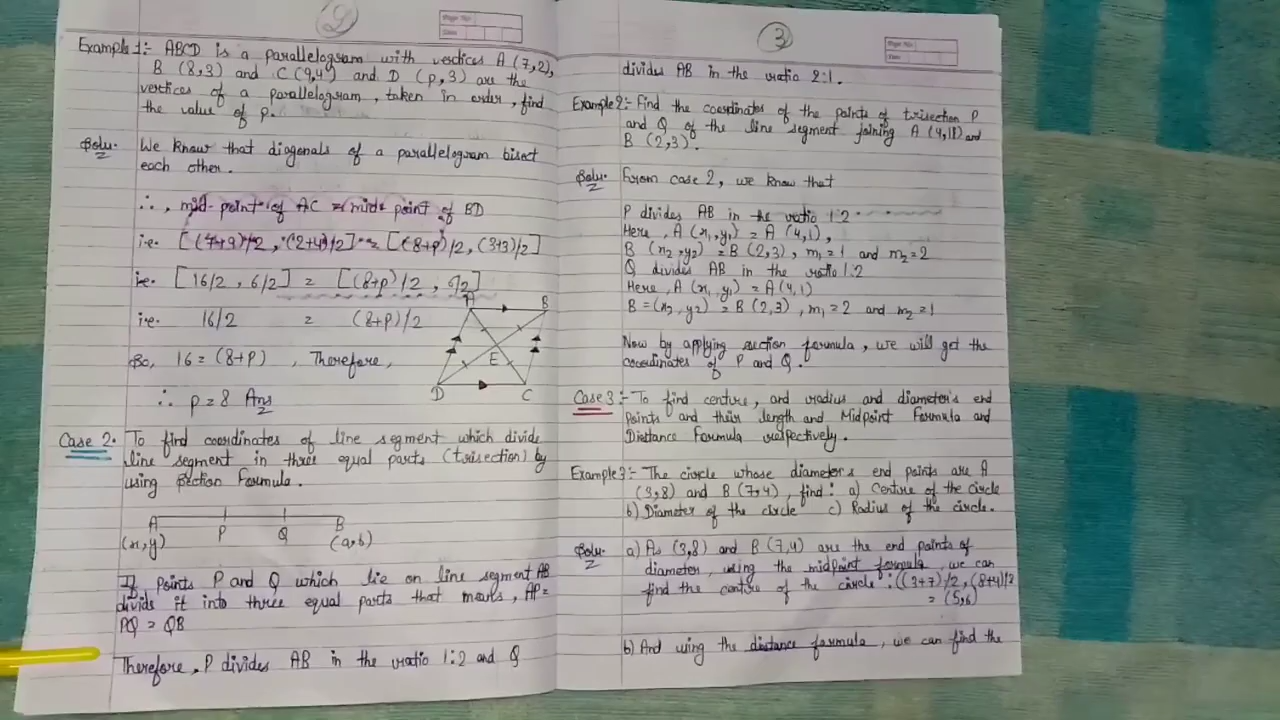 2
Page No.
Date
Example 1:- ABCD is a parallelogram with vertices A (7,2),
B (8,3) and C (9,4) and D (p,3) are the
vertices of a parallelogram, taken in order, find
the value of p.
Solu. We know that diagonals of a parallelogram bisect
each other.
∴, mid-point of AC = mid-point of BD
i.e. [(7+9)/2, (2+4)/2] = [(8+p)/2, (3+3)/2]
i.e. [16/2, 6/2] = [(8+p)/2, 6/2]
i.e. 16/2 = (8+p)/2
So, 16 = (8+p), Therefore,
∴ p=8 Ans
A B
E
D C
Case 2. To find coordinates of line segment which divide
line segment in three equal parts (trisection) by
using Section Formula.
A P Q B
(x,y) (a,b)
If points P and Q which lie on line segment AB
divids it into three equal parts that means, AP=
PQ = QB
Therefore, P divides AB in the ratio 1:2 and Q
3
Page No.
Date
divides AB in the ratio 2:1.
Example 2:- Find the coordinates of the points of trisection P
and Q of the line segment joining A (4,1) and
B (2,3).
Solu. From case 2, we know that
P divides AB in the ratio 1:2
Here, A (x₁,y₁) = A (4,1),
B (x₂,y₂) = B (2,3), m₁=1 and m₂=2
Q divides AB in the ratio 1:2
Here, A (x₁,y₁) = A(4,1)
B = (x₂, y₂) = B (2,3), m₁=2 and m₂=1
Now by applying section formula, we will get the
coordinates of P and Q.
Case 3:- To find centure, and radius and diameter's end
points and their length and Midpoint Formula and
Distance Formula respectively.
Example 3:- The circle whose diameter's end points are A
(3,8) and B (7,4), find: a) Centure of the circle
b) Diameter of the circle c) Radius of the circle.
Solu. a) As (3,8) and B (7,4) are the end points of
diameter, using the midpoint formula, we can
find the centure of the circle : ((3+7)/2, (8+4)/2
= (5,6)
b) And using the distance formula, we can find the